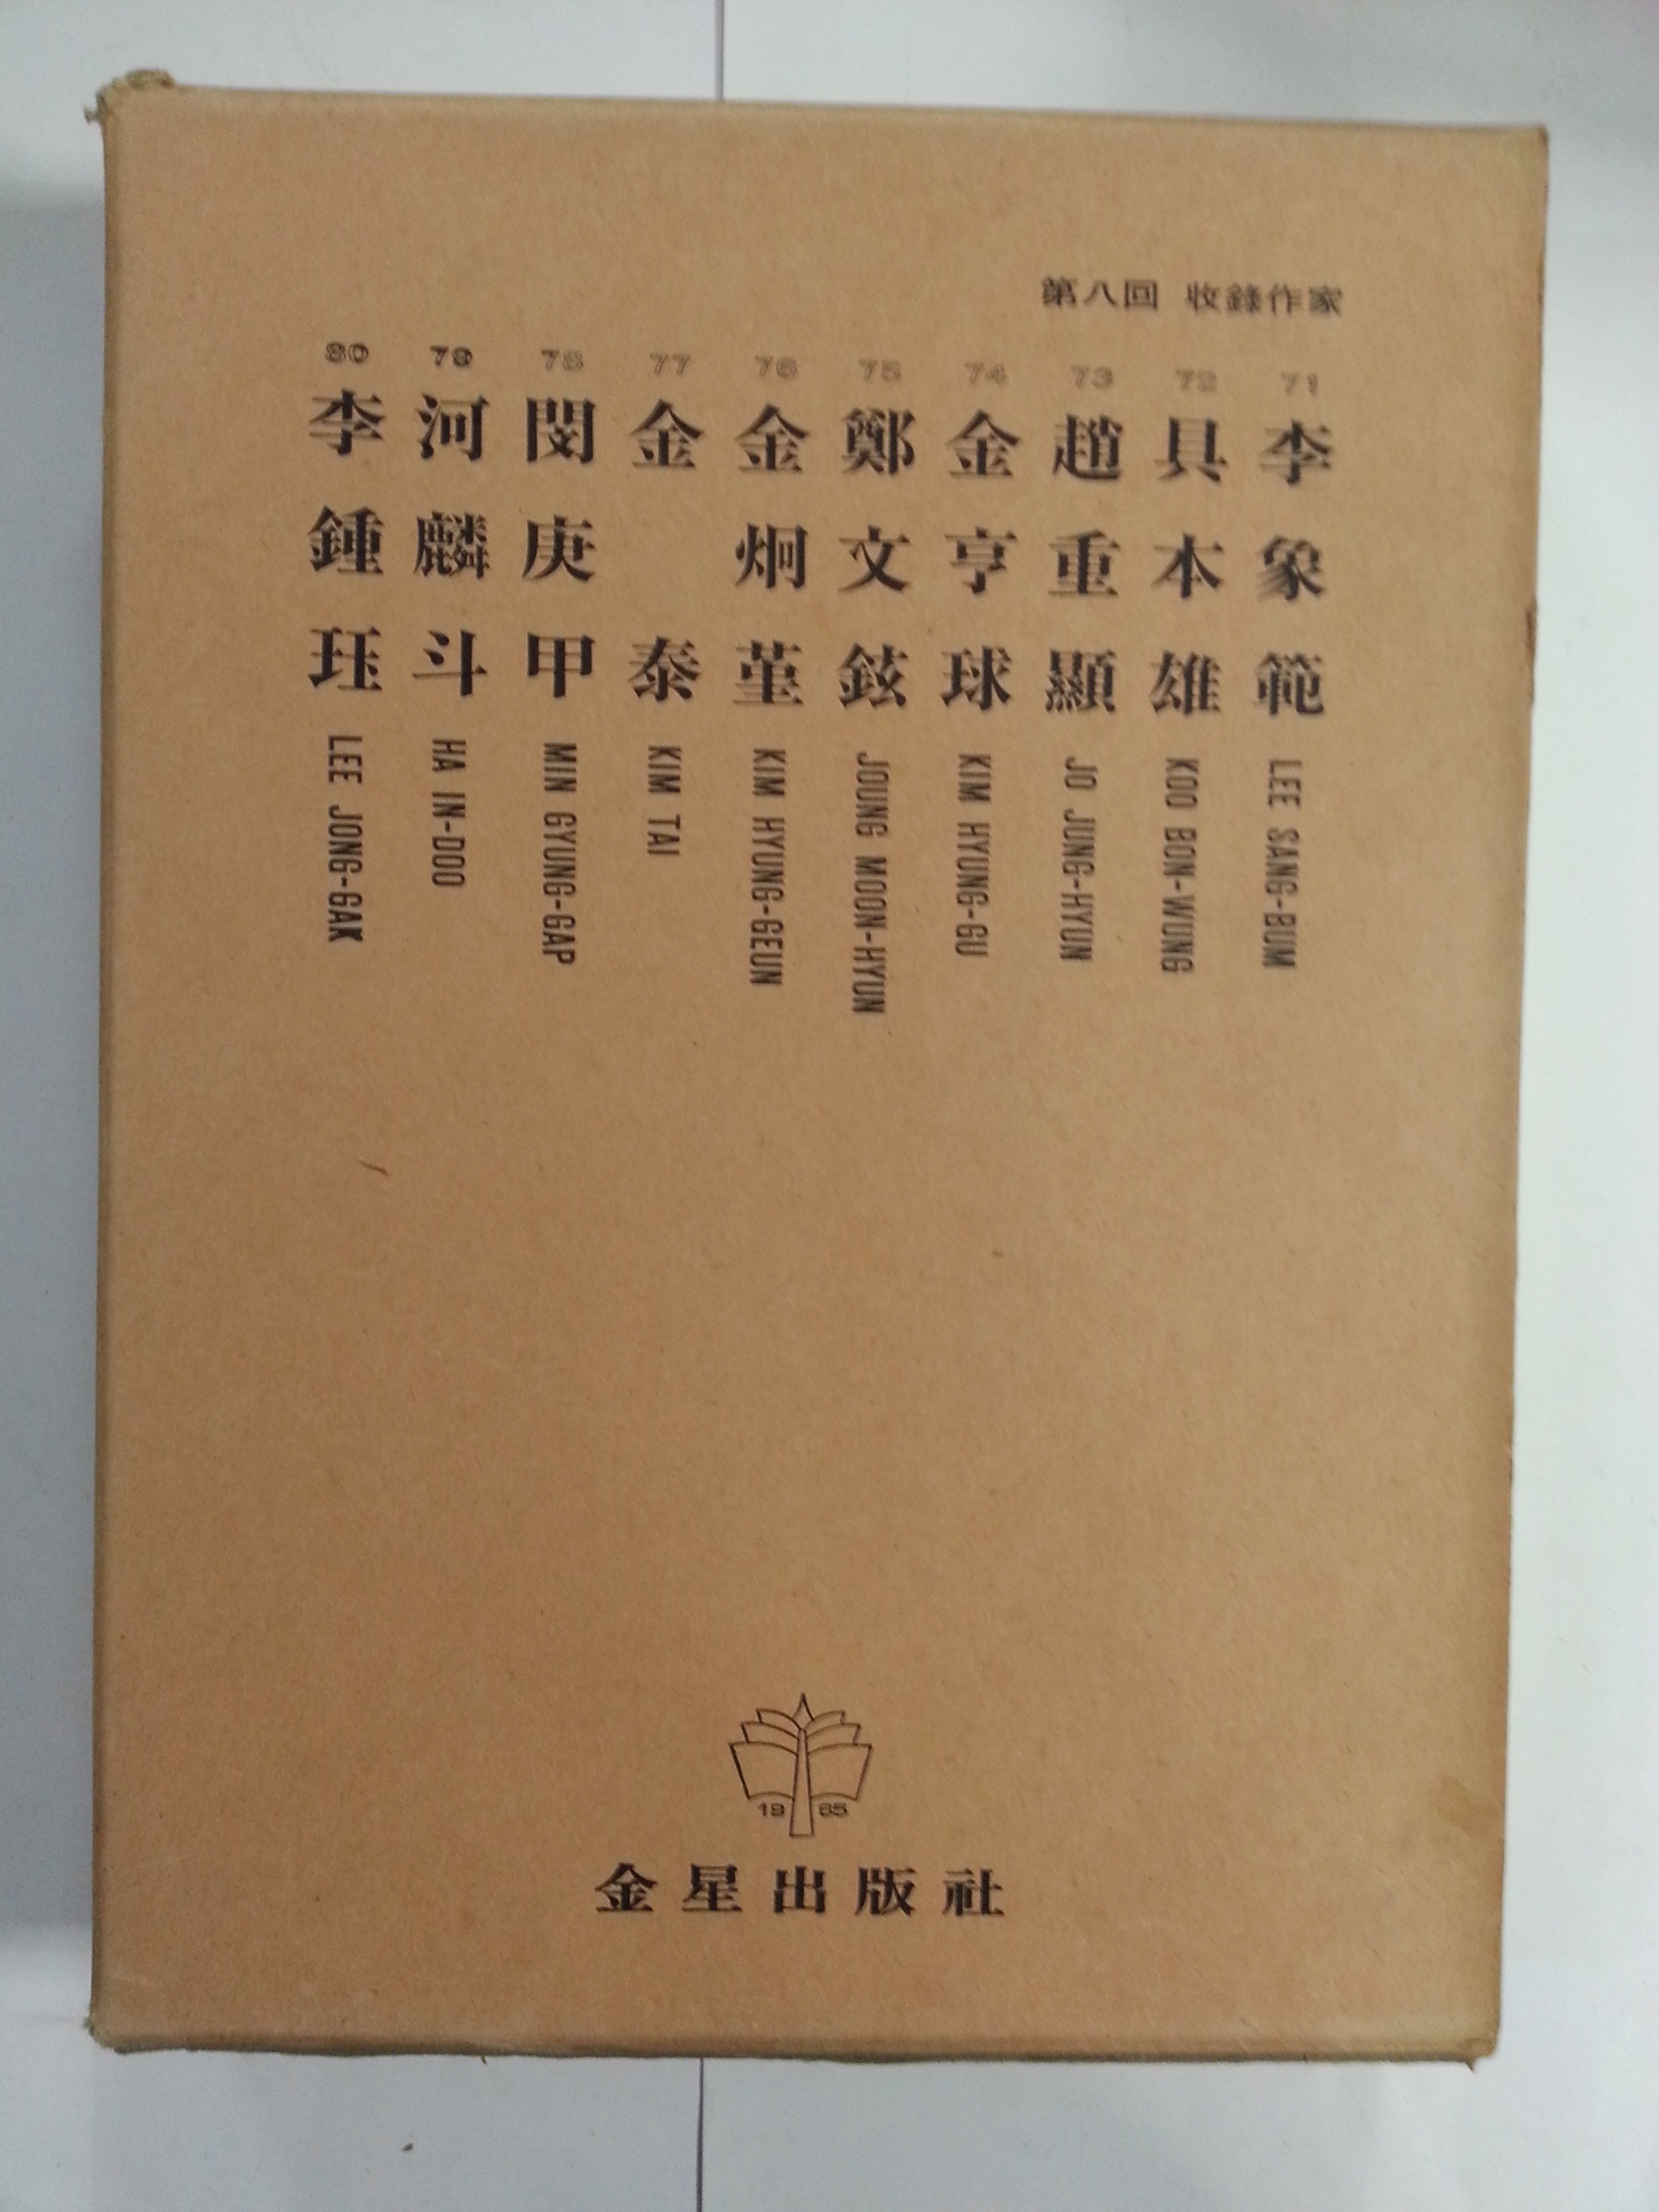 第八回 收錄作家
71 李象範 LEE SANG-BUM
72 具本雄 KOO BON-WUNG
73 趙重顯 JO JUNG-HYUN
74 金亨球 KIM HYUNG-GU
75 鄭文鉉 JOUNG MOON-HYUN
76 金炯菫 KIM HYUNG-GEUN
77 金泰 KIM TAI
78 閔庚甲 MIN GYUNG-GAP
79 河麟斗 HA IN-DOO
80 李鍾珏 LEE JONG-GAK
1965
金星出版社